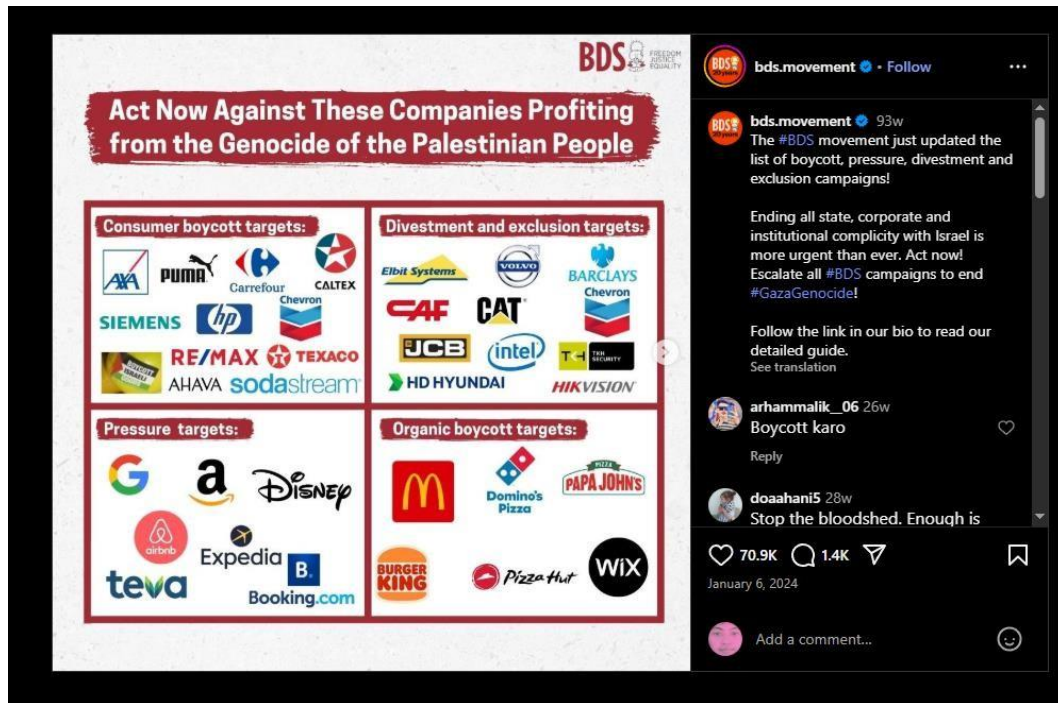 BDS FREEDOM
JUSTICE
EQUALITY
Act Now Against These Companies Profiting
from the Genocide of the Palestinian People
Consumer boycott targets:
AXA
PUMA
Carrefour
CALTEX
SIEMENS
hp
Chevron
BOYCOTT
ISRAELI
RE/MAX
TEXACO
AHAVA
sodastream
Divestment and exclusion targets:
Elbit Systems
VOLVO
BARCLAYS
CAF
CAT
Chevron
JCB
intel
TKH SECURITY
HD HYUNDAI
HIKVISION
Pressure targets:
G
a
Disney
airbnb
Expedia
teva
B.
Booking.com
Organic boycott targets:
M
Domino's
Pizza
PIZZA
PAPA JOHN'S
BURGER
KING
Pizza Hut
WiX
bds.movement • Follow
bds.movement 93w
The #BDS movement just updated the
list of boycott, pressure, divestment and
exclusion campaigns!
Ending all state, corporate and
institutional complicity with Israel is
more urgent than ever. Act now!
Escalate all #BDS campaigns to end
#GazaGenocide!
Follow the link in our bio to read our
detailed guide.
See translation
arhammalik__06 26w
Boycott karo
Reply
doaahani5 28w
Stop the bloodshed. Enough is
70.9K 1.4K
January 6, 2024
Add a comment...